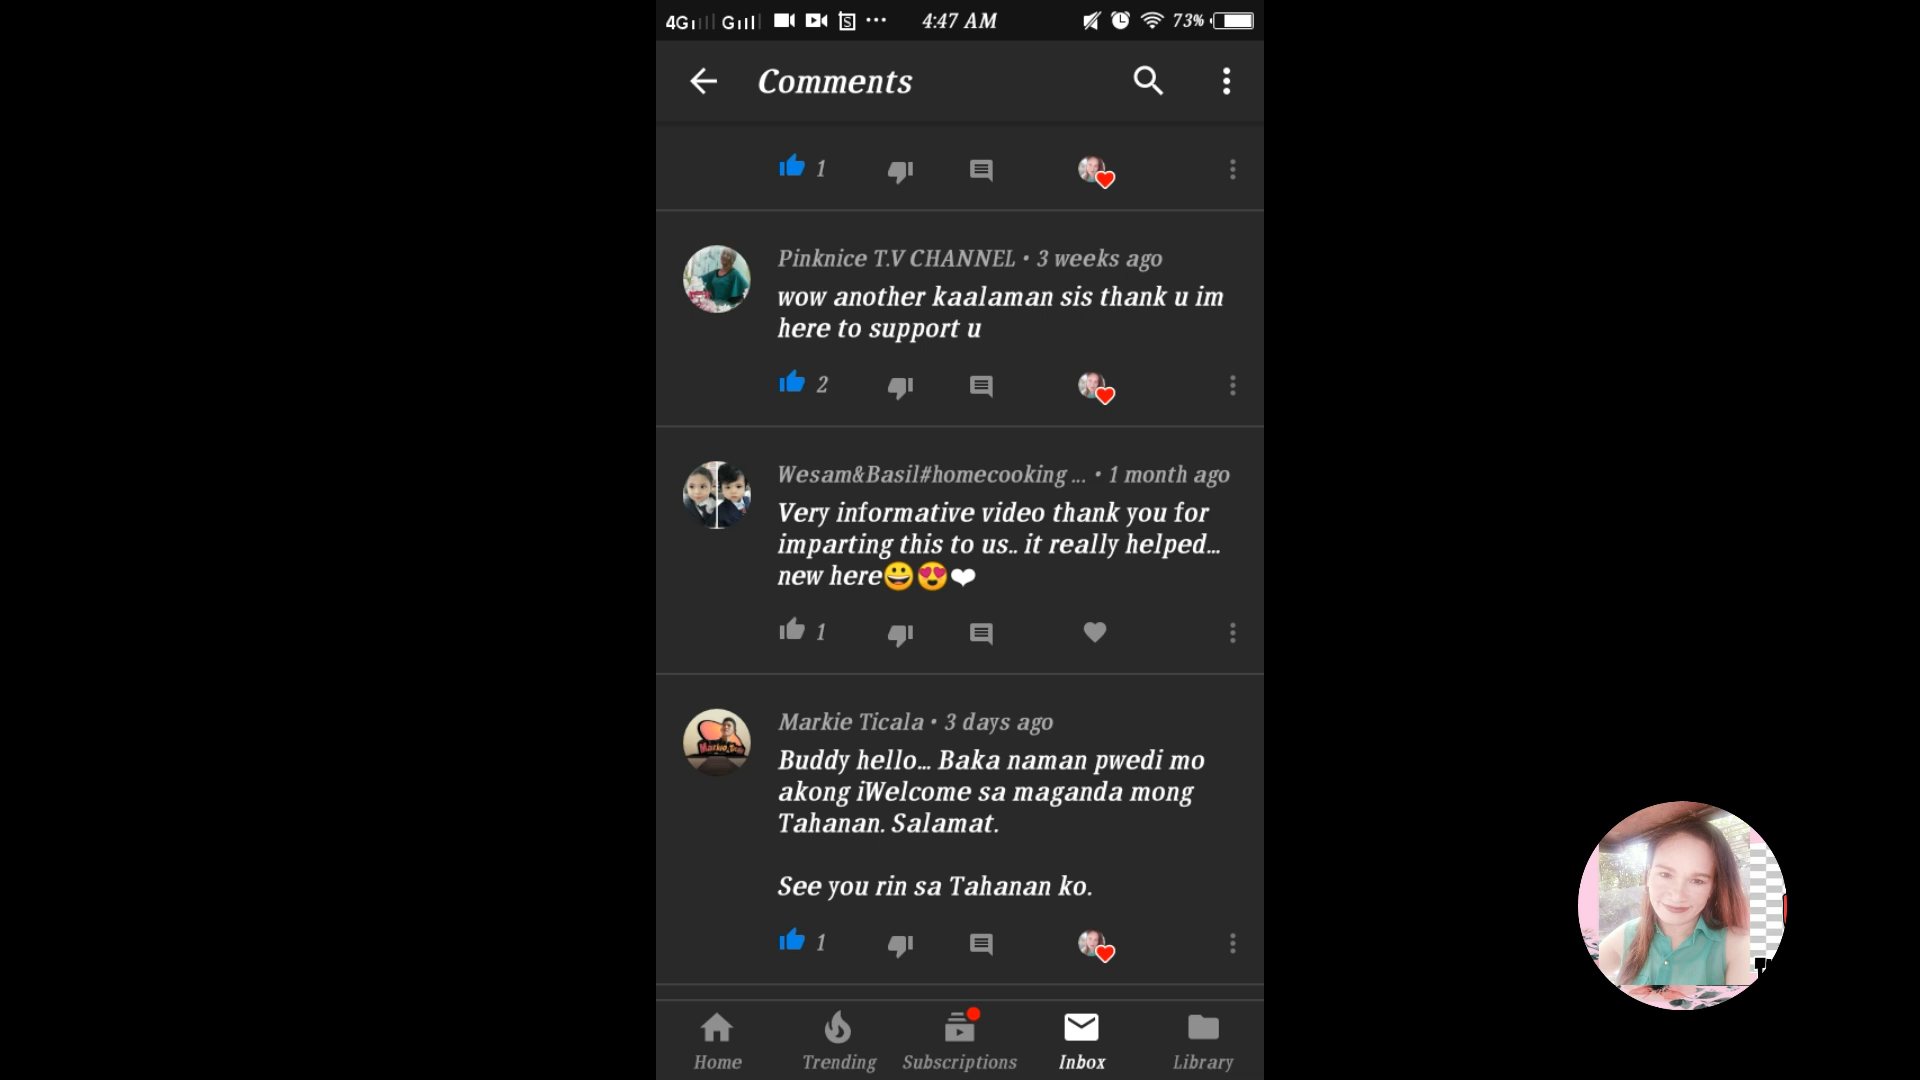 4G G 4:47 AM 73%
Comments
1
Pinknice T.V CHANNEL • 3 weeks ago
wow another kaalaman sis thank u im
here to support u
2
Wesam&Basil#homecooking ... • 1 month ago
Very informative video thank you for
imparting this to us.. it really helped...
new here😀😍❤
1
Markie Ticala • 3 days ago
Buddy hello... Baka naman pwedi mo
akong iWelcome sa maganda mong
Tahanan. Salamat.
See you rin sa Tahanan ko.
1
Home Trending Subscriptions Inbox Library